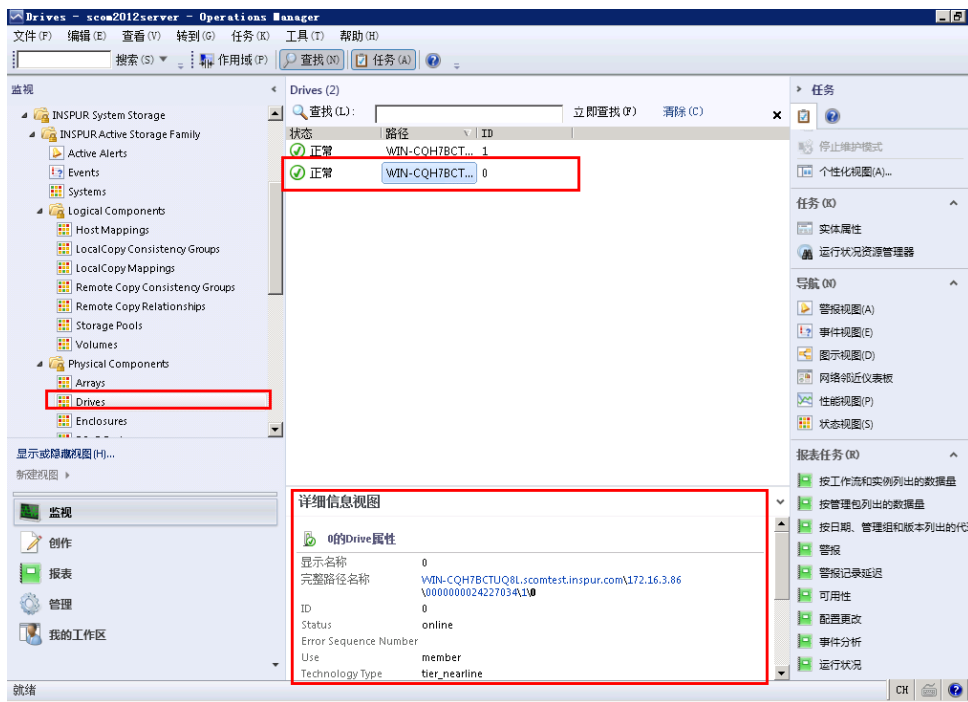 Drives - scom2012server - Operations Manager
文件(F) 编辑(E) 查看(V) 转到(G) 任务(K) 工具(T) 帮助(H)
搜索(S) 作用域(P) 查找(N) 任务(A)
监视
INSPUR System Storage
INSPUR Active Storage Family
Active Alerts
Events
Systems
Logical Components
Host Mappings
LocalCopy Consistency Groups
LocalCopy Mappings
Remote Copy Consistency Groups
Remote Copy Relationships
Storage Pools
Volumes
Physical Components
Arrays
Drives
Enclosures
显示或隐藏视图(H)...
新建视图
监视
创作
报表
管理
我的工作区
Drives (2)
查找(L): 立即查找(F) 清除(C)
状态 路径 ID
正常 WIN-CQH7BCT... 1
正常 WIN-CQH7BCT... 0
详细信息视图
0的Drive属性
显示名称 0
完整路径名称 WIN-CQH7BCTUQ8L.scomtest.inspur.com\172.16.3.86
\0000000024227034\1\0
ID 0
Status online
Error Sequence Number
Use member
Technology Type tier_nearline
任务
停止维护模式
个性化视图(A)...
任务(K)
实体属性
运行状况资源管理器
导航(N)
警报视图(A)
事件视图(E)
图示视图(D)
网络邻近仪表板
性能视图(P)
状态视图(S)
报表任务(R)
按工作流和实例列出的数据量
按管理包列出的数据量
按日期、管理组和版本列出的代
警报
警报记录延迟
可用性
配置更改
事件分析
运行状况
就绪
CH